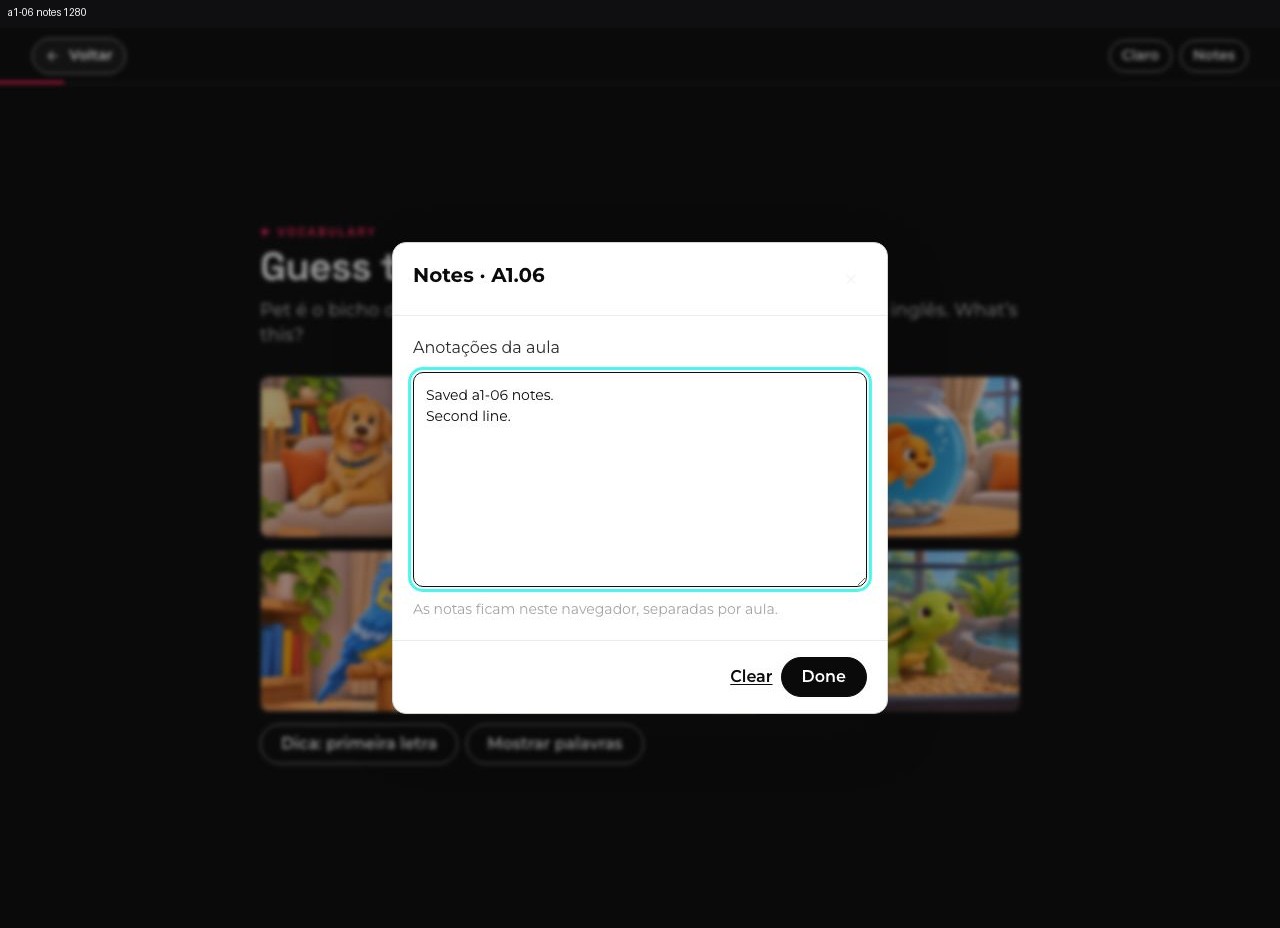 a1-06 notes 1280
← Voltar
Claro
Notes
VOCABULARY
Guess t
Pet é o bicho d
inglês. What's
this?
Notes · A1.06
×
Anotações da aula
Saved a1-06 notes.
Second line.
As notas ficam neste navegador, separadas por aula.
Clear
Done
Dica: primeira letra
Mostrar palavras